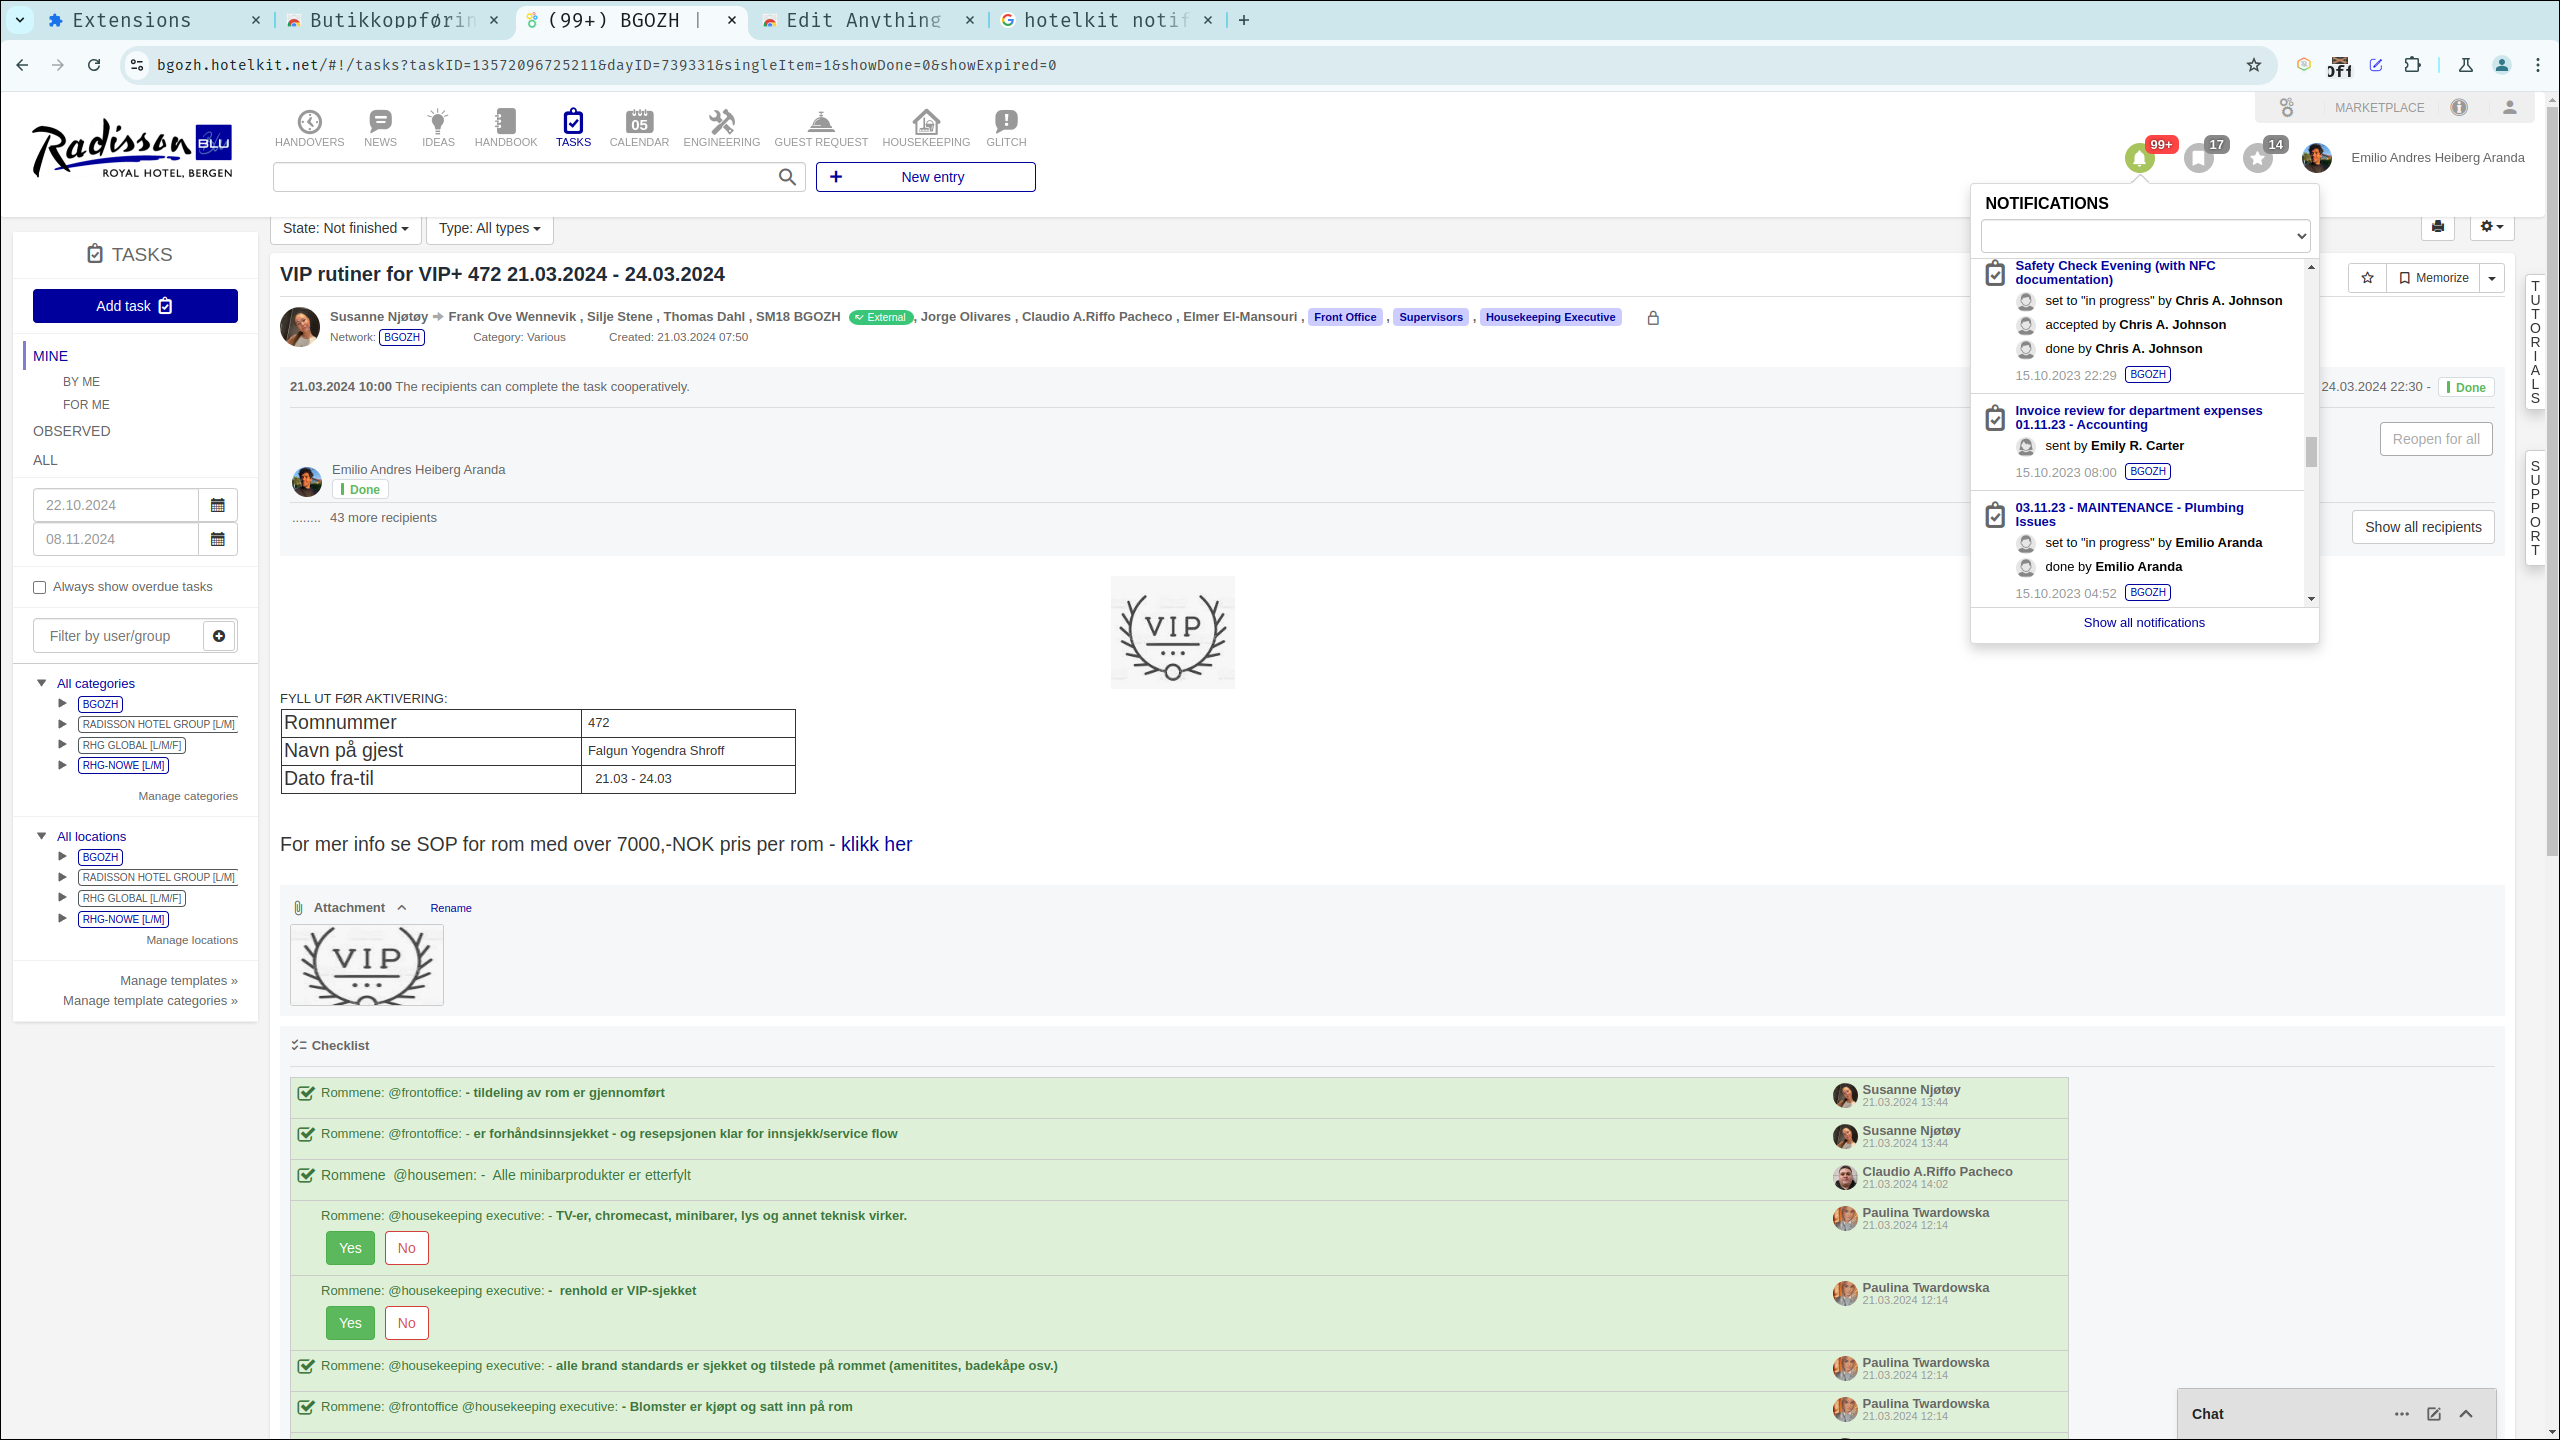 Extensions
Butikkoppførin
(99+) BGOZH |
Edit Anything
hotelkit notif
bgozh.hotelkit.net/#!/tasks?taskID=13572096725211&dayID=739331&singleItem=1&showDone=0&showExpired=0
Off
Radisson BLU
ROYAL HOTEL, BERGEN
HANDOVERS
NEWS
IDEAS
HANDBOOK
TASKS
05
CALENDAR
ENGINEERING
GUEST REQUEST
HOUSEKEEPING
GLITCH
MARKETPLACE
New entry
99+
17
14
Emilio Andres Heiberg Aranda
TASKS
Add task
MINE
BY ME
FOR ME
OBSERVED
ALL
22.10.2024
08.11.2024
Always show overdue tasks
Filter by user/group
All categories
BGOZH
RADISSON HOTEL GROUP [L/M]
RHG GLOBAL [L/M/F]
RHG-NOWE [L/M]
Manage categories
All locations
BGOZH
RADISSON HOTEL GROUP [L/M]
RHG GLOBAL [L/M/F]
RHG-NOWE [L/M]
Manage locations
Manage templates »
Manage template categories »
State: Not finished
Type: All types
VIP rutiner for VIP+ 472 21.03.2024 - 24.03.2024
Memorize
Susanne Njøtøy Frank Ove Wennevik , Silje Stene , Thomas Dahl , SM18 BGOZH External , Jorge Olivares , Claudio A.Riffo Pacheco , Elmer El-Mansouri , Front Office , Supervisors , Housekeeping Executive
Network: BGOZH Category: Various Created: 21.03.2024 07:50
21.03.2024 10:00 The recipients can complete the task cooperatively.
24.03.2024 22:30 - Done
Reopen for all
Emilio Andres Heiberg Aranda
Done
........ 43 more recipients
Show all recipients
VIP
FYLL UT FØR AKTIVERING:
Romnummer 472
Navn på gjest Falgun Yogendra Shroff
Dato fra-til 21.03 - 24.03
For mer info se SOP for rom med over 7000,-NOK pris per rom - klikk her
Attachment Rename
VIP
Checklist
Rommene: @frontoffice: - tildeling av rom er gjennomført
Susanne Njøtøy
21.03.2024 13:44
Rommene: @frontoffice: - er forhåndsinnsjekket - og resepsjonen klar for innsjekk/service flow
Susanne Njøtøy
21.03.2024 13:44
Rommene @housemen: - Alle minibarprodukter er etterfylt
Claudio A.Riffo Pacheco
21.03.2024 14:02
Rommene: @housekeeping executive: - TV-er, chromecast, minibarer, lys og annet teknisk virker.
Paulina Twardowska
21.03.2024 12:14
Yes No
Rommene: @housekeeping executive: - renhold er VIP-sjekket
Paulina Twardowska
21.03.2024 12:14
Yes No
Rommene: @housekeeping executive: - alle brand standards er sjekket og tilstede på rommet (amenitites, badekåpe osv.)
Paulina Twardowska
21.03.2024 12:14
Rommene: @frontoffice @housekeeping executive: - Blomster er kjøpt og satt inn på rom
Paulina Twardowska
21.03.2024 12:14
NOTIFICATIONS
Safety Check Evening (with NFC
documentation)
set to "in progress" by Chris A. Johnson
accepted by Chris A. Johnson
done by Chris A. Johnson
15.10.2023 22:29 BGOZH
Invoice review for department expenses
01.11.23 - Accounting
sent by Emily R. Carter
15.10.2023 08:00 BGOZH
03.11.23 - MAINTENANCE - Plumbing
Issues
set to "in progress" by Emilio Aranda
done by Emilio Aranda
15.10.2023 04:52 BGOZH
Show all notifications
TUTORIALS
SUPPORT
Chat